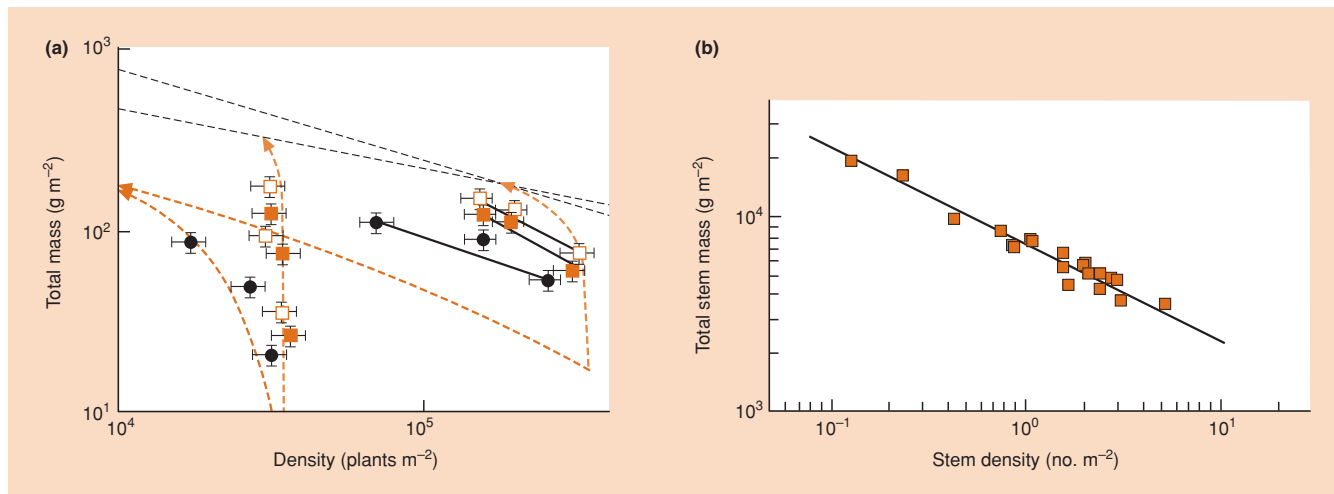 (a)
10³
10²
10¹
Total mass (g m⁻²)
10⁴
10⁵
Density (plants m⁻²)
(b)
10⁴
10³
Total stem mass (g m⁻²)
10⁻¹
10⁰
10¹
Stem density (no. m⁻²)